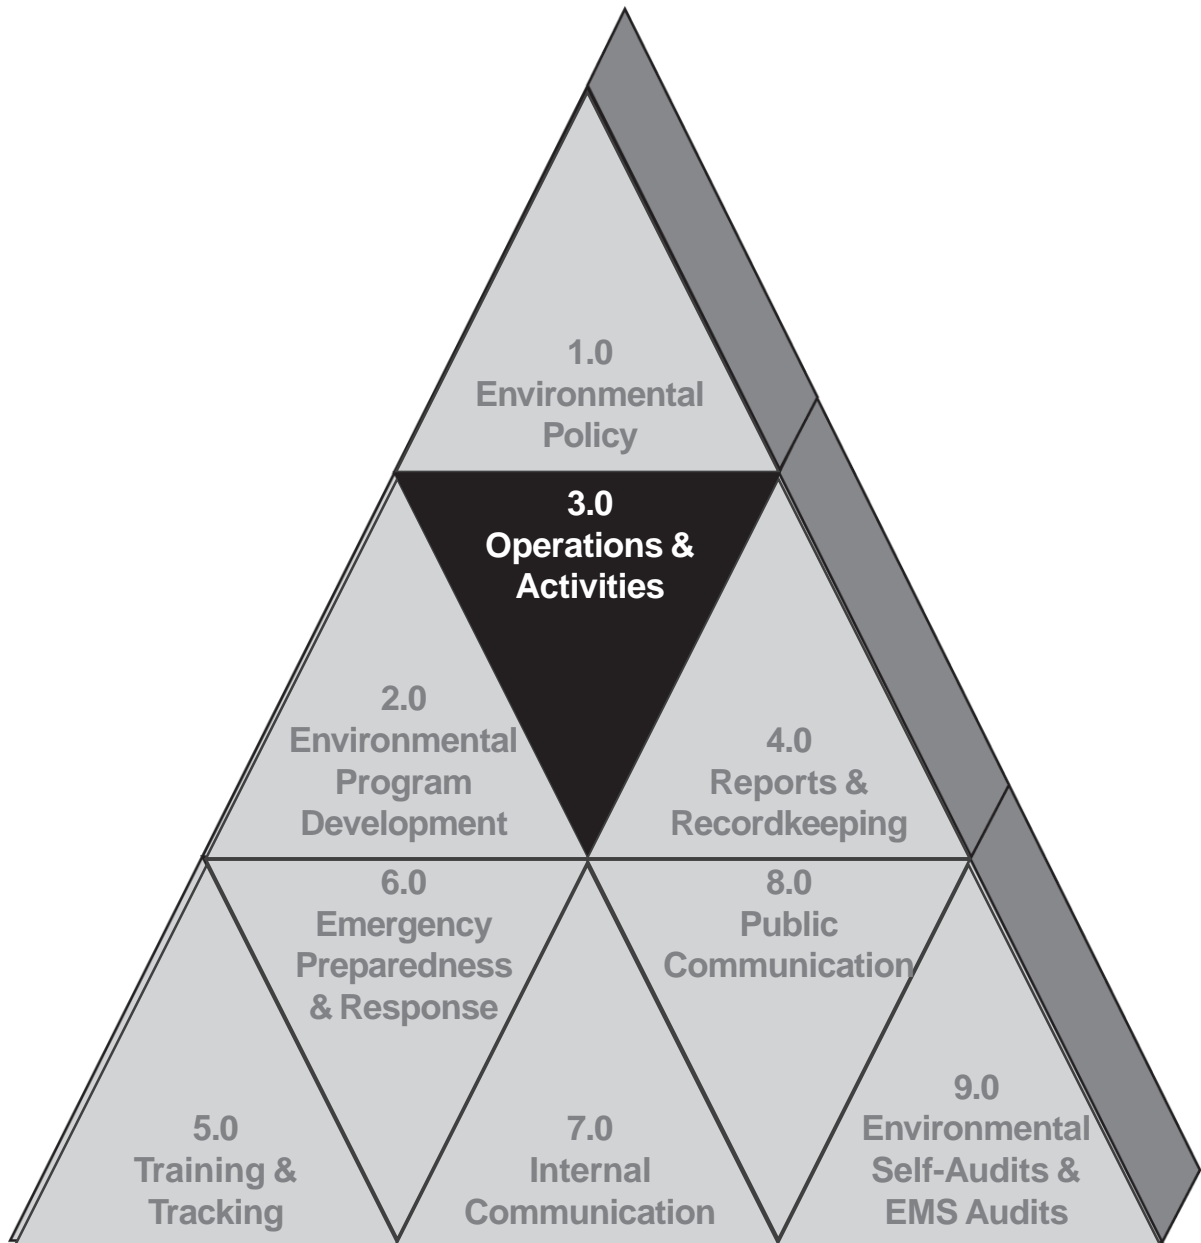 1.0
Environmental
Policy
3.0
Operations &
Activities
2.0
Environmental
Program
Development
4.0
Reports &
Recordkeeping
6.0
Emergency
Preparedness
& Response
8.0
Public
Communication
5.0
Training &
Tracking
7.0
Internal
Communication
9.0
Environmental
Self-Audits &
EMS Audits